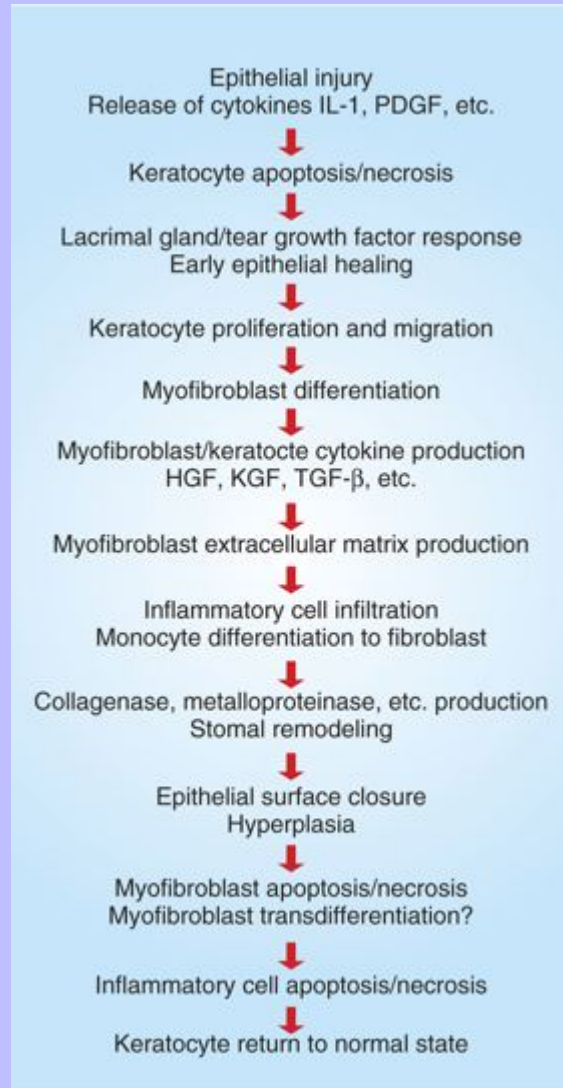 Epithelial injury
Release of cytokines IL-1, PDGF, etc.
Keratocyte apoptosis/necrosis
Lacrimal gland/tear growth factor response
Early epithelial healing
Keratocyte proliferation and migration
Myofibroblast differentiation
Myofibroblast/keratocte cytokine production
HGF, KGF, TGF-β, etc.
Myofibroblast extracellular matrix production
Inflammatory cell infiltration
Monocyte differentiation to fibroblast
Collagenase, metalloproteinase, etc. production
Stomal remodeling
Epithelial surface closure
Hyperplasia
Myofibroblast apoptosis/necrosis
Myofibroblast transdifferentiation?
Inflammatory cell apoptosis/necrosis
Keratocyte return to normal state